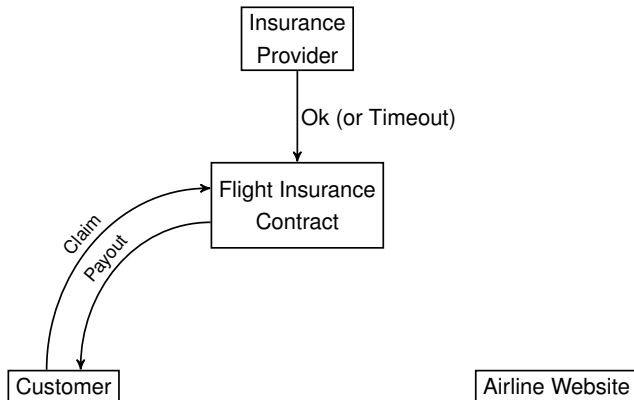 Insurance
Provider
Ok (or Timeout)
Flight Insurance
Contract
Claim
Payout
Customer
Airline Website